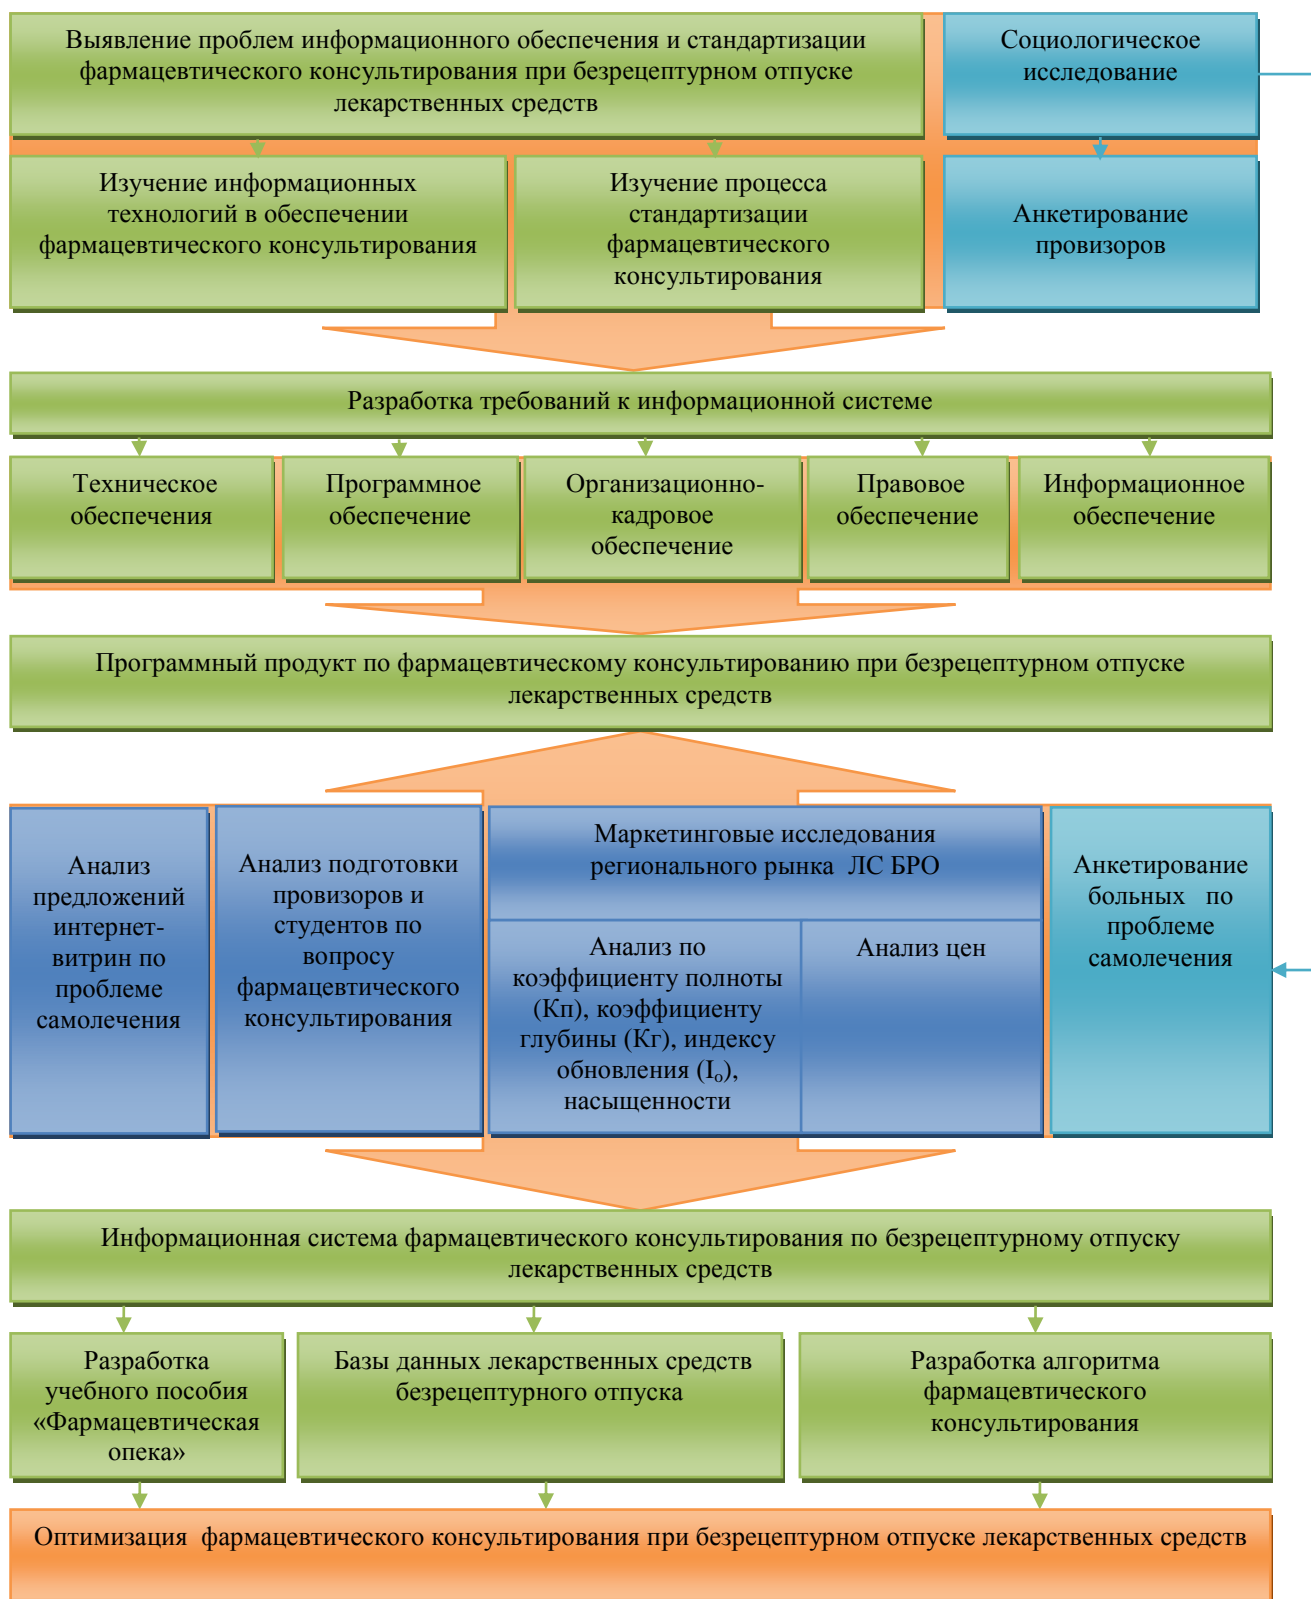 Выявление проблем информационного обеспечения и стандартизации
фармацевтического консультирования при безрецептурном отпуске
лекарственных средств
Социологическое
исследование
Изучение информационных
технологий в обеспечении
фармацевтического консультирования
Изучение процесса
стандартизации
фармацевтического
консультирования
Анкетирование
провизоров
Разработка требований к информационной системе
Техническое
обеспечения
Программное
обеспечение
Организационно-
кадровое
обеспечение
Правовое
обеспечение
Информационное
обеспечение
Программный продукт по фармацевтическому консультированию при безрецептурном отпуске
лекарственных средств
Анализ
предложений
интернет-
витрин по
проблеме
самолечения
Анализ подготовки
провизоров и
студентов по
вопросу
фармацевтического
консультирования
Маркетинговые исследования
регионального рынка ЛС БРО
Анализ по
коэффициенту полноты
(Кп), коэффициенту
глубины (Кг), индексу
обновления (Iₒ),
насыщенности
Анализ цен
Анкетирование
больных по
проблеме
самолечения
Информационная система фармацевтического консультирования по безрецептурному отпуску
лекарственных средств
Разработка
учебного пособия
«Фармацевтическая
опека»
Базы данных лекарственных средств
безрецептурного отпуска
Разработка алгоритма
фармацевтического
консультирования
Оптимизация фармацевтического консультирования при безрецептурном отпуске лекарственных средств